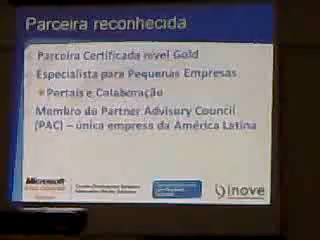 Parceira reconhecida
Parceira Certificada nível Gold
Especialista para Pequenas Empresas
Portais e Colaboração
Membro do Partner Advisory Council
(PAC) – única empresa da América Latina
Microsoft
inove